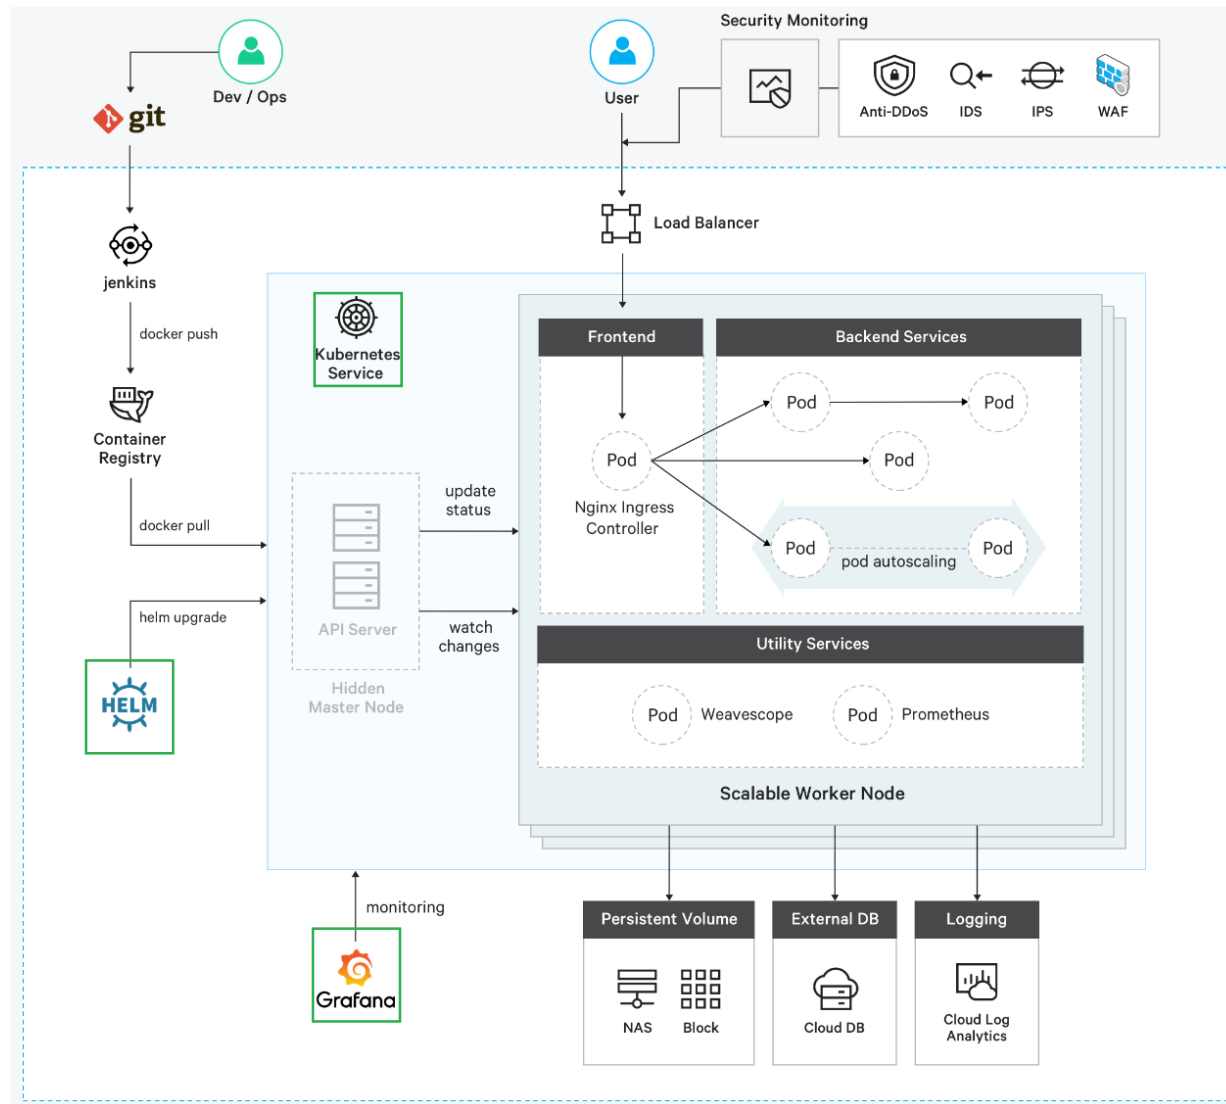 Security Monitoring
Dev / Ops
User
Anti-DDoS
IDS
IPS
WAF
git
Load Balancer
jenkins
docker push
Container
Registry
docker pull
helm upgrade
HELM
Kubernetes
Service
API Server
Hidden
Master Node
update
status
watch
changes
Frontend
Pod
Nginx Ingress
Controller
Backend Services
Pod
Pod
Pod
Pod
pod autoscaling
Pod
Utility Services
Pod
Weavescope
Pod
Prometheus
Scalable Worker Node
monitoring
Grafana
Persistent Volume
NAS
Block
External DB
Cloud DB
Logging
Cloud Log
Analytics